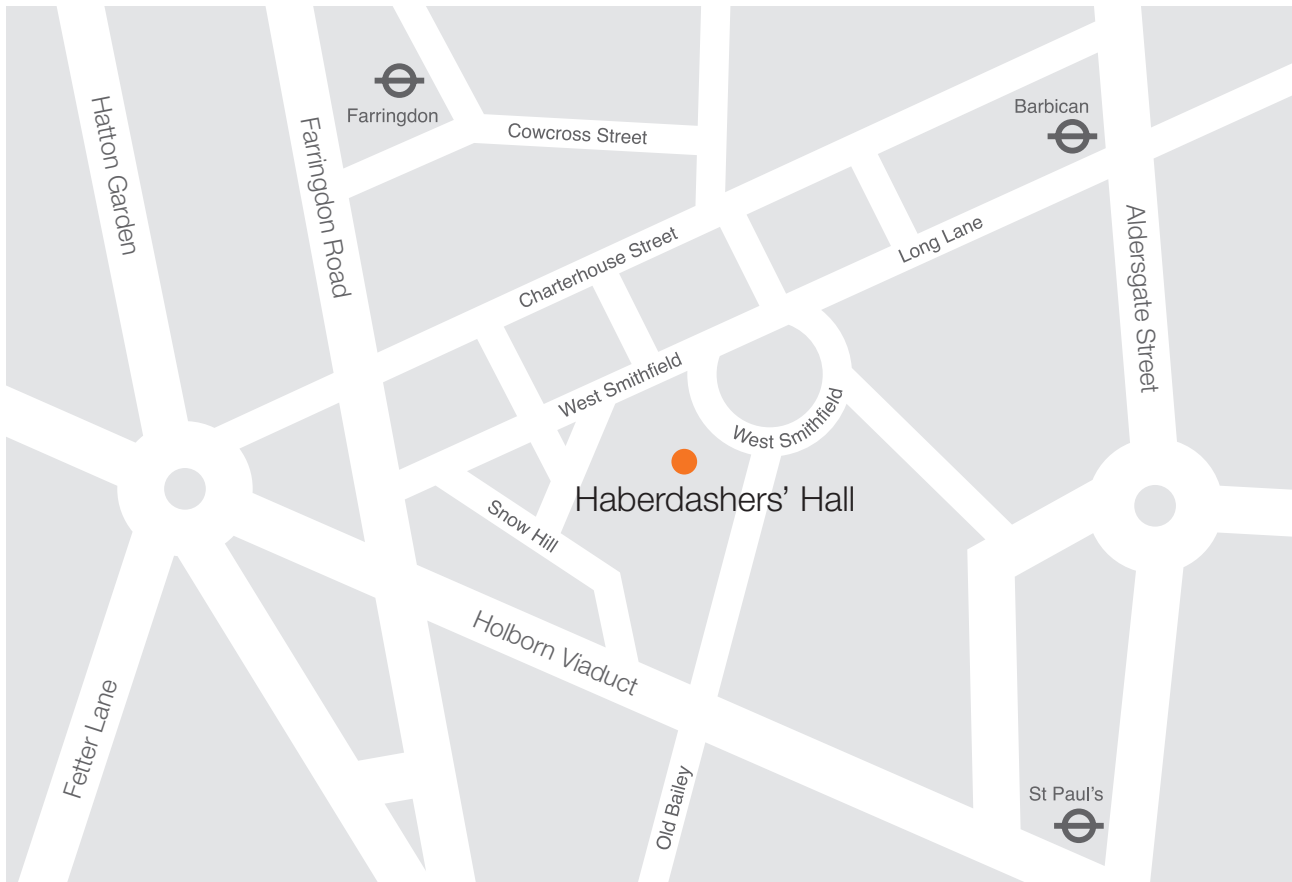 Barbican
Farringdon
Hatton Garden
Farringdon Road
Cowcross Street
Aldersgate Street
Long Lane
Charterhouse Street
West Smithfield
West Smithfield
Haberdashers’ Hall
Snow Hill
Holborn Viaduct
Fetter Lane
Old Bailey
St Paul's